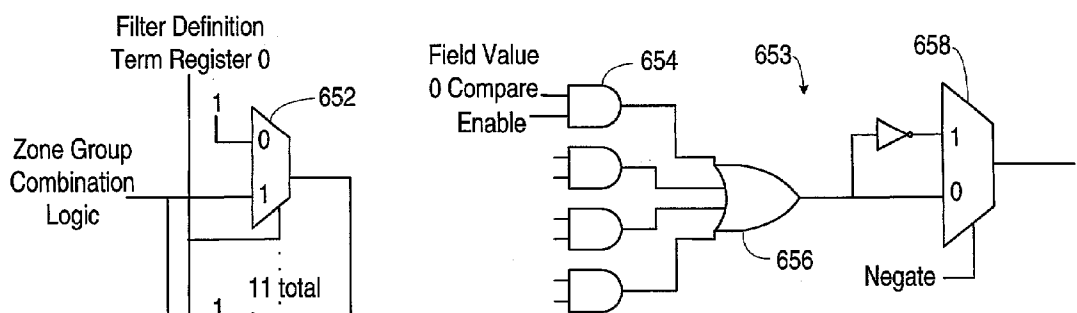 Filter Definition
Term Register 0
1
652
0
Zone Group
Combination
Logic
1
11 total
1
Field Value
0 Compare
Enable
654
653
658
1
0
656
Negate